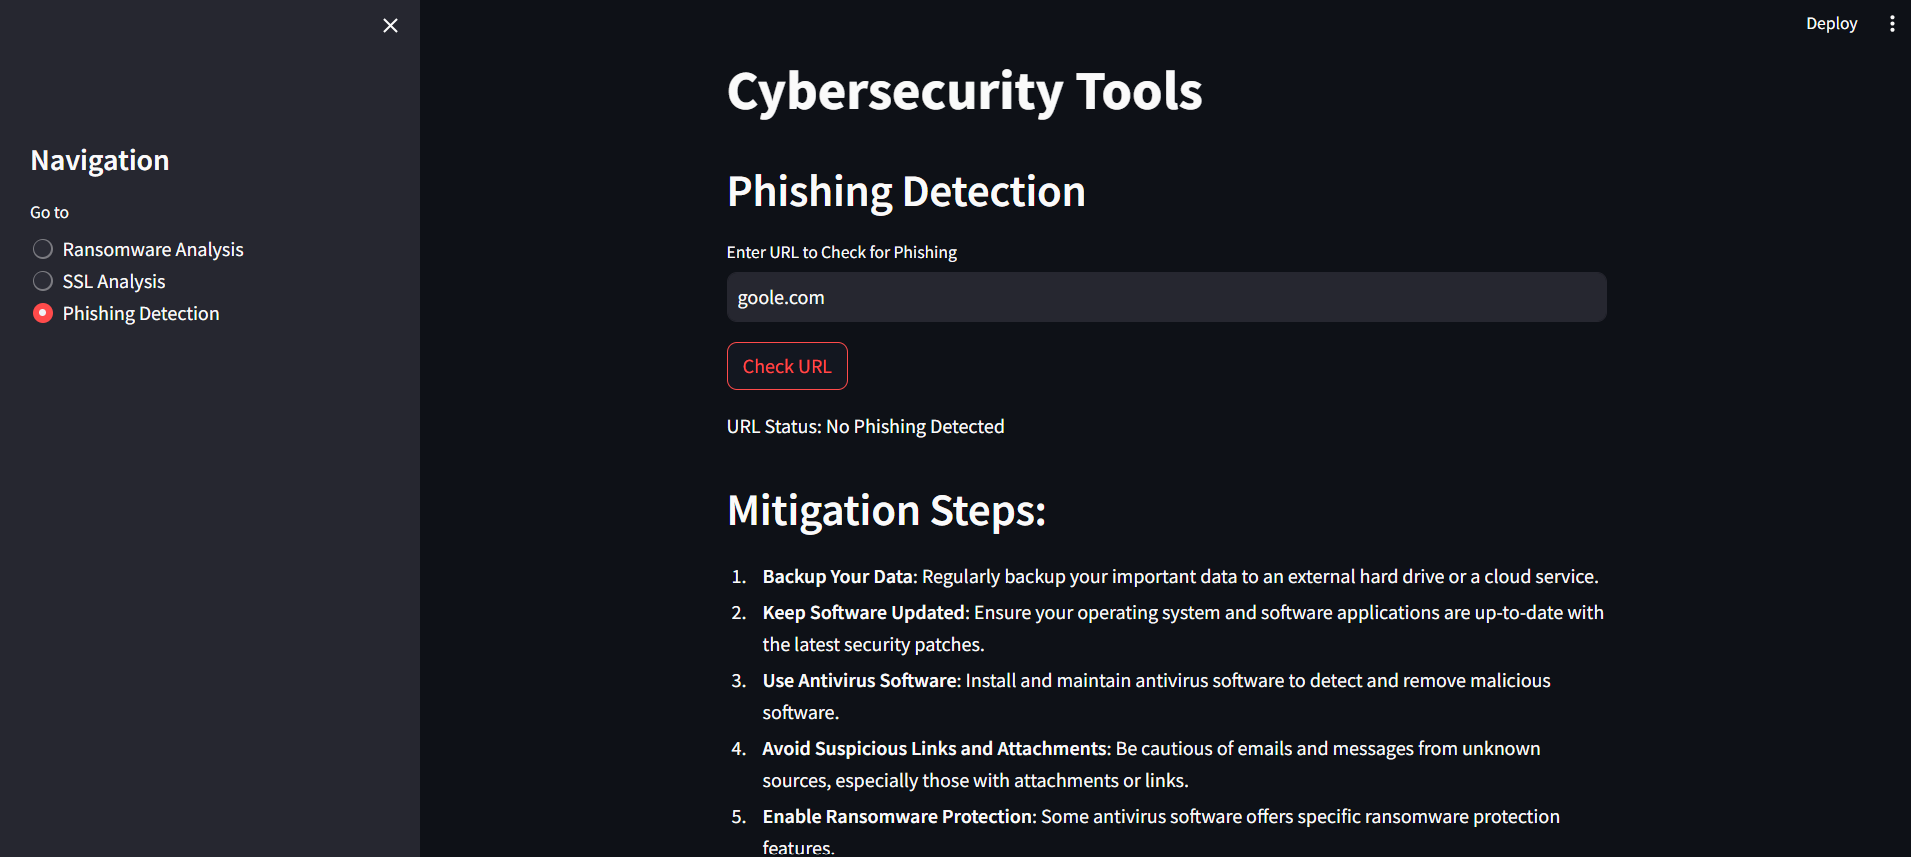 Deploy
Navigation
Go to
Ransomware Analysis
SSL Analysis
Phishing Detection
Cybersecurity Tools
Phishing Detection
Enter URL to Check for Phishing
goole.com
Check URL
URL Status: No Phishing Detected
Mitigation Steps:
1. Backup Your Data: Regularly backup your important data to an external hard drive or a cloud service.
2. Keep Software Updated: Ensure your operating system and software applications are up-to-date with
the latest security patches.
3. Use Antivirus Software: Install and maintain antivirus software to detect and remove malicious
software.
4. Avoid Suspicious Links and Attachments: Be cautious of emails and messages from unknown
sources, especially those with attachments or links.
5. Enable Ransomware Protection: Some antivirus software offers specific ransomware protection
features.